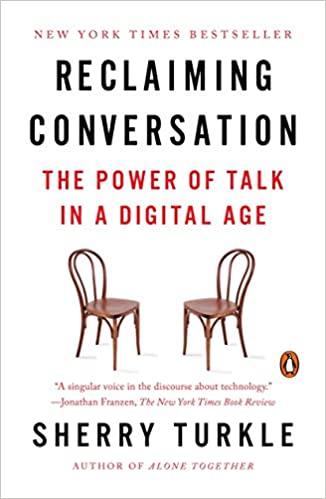 NEW YORK TIMES BESTSELLER
RECLAIMING
CONVERSATION
THE POWER OF TALK
IN A DIGITAL AGE
“A singular voice in the discourse about technology.”
—Jonathan Franzen, The New York Times Book Review
SHERRY TURKLE
AUTHOR OF ALONE TOGETHER